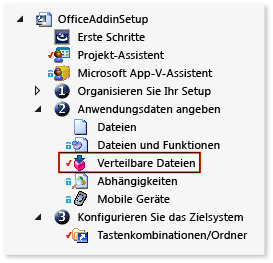 OfficeAddinSetup
Erste Schritte
Projekt-Assistent
Microsoft App-V-Assistent
1 Organisieren Sie Ihr Setup
2 Anwendungsdaten angeben
Dateien
Dateien und Funktionen
Verteilbare Dateien
Abhängigkeiten
Mobile Geräte
3 Konfigurieren Sie das Zielsystem
Tastenkombinationen/Ordner